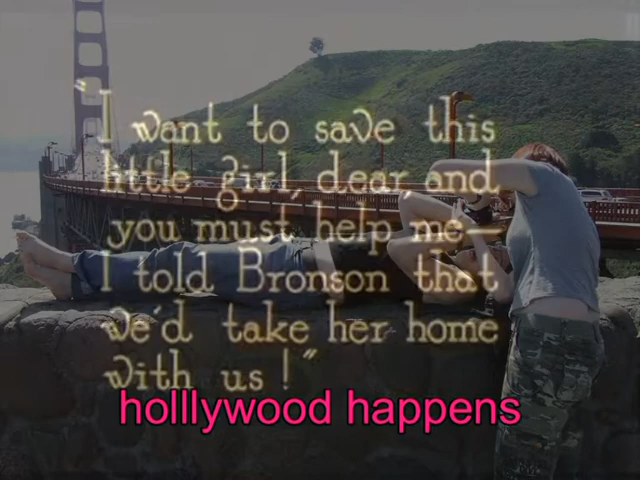 "I want to save this
little girl, dear and
you must help me—
I told Bronson that
we'd take her home
with us!"
holllywood happens